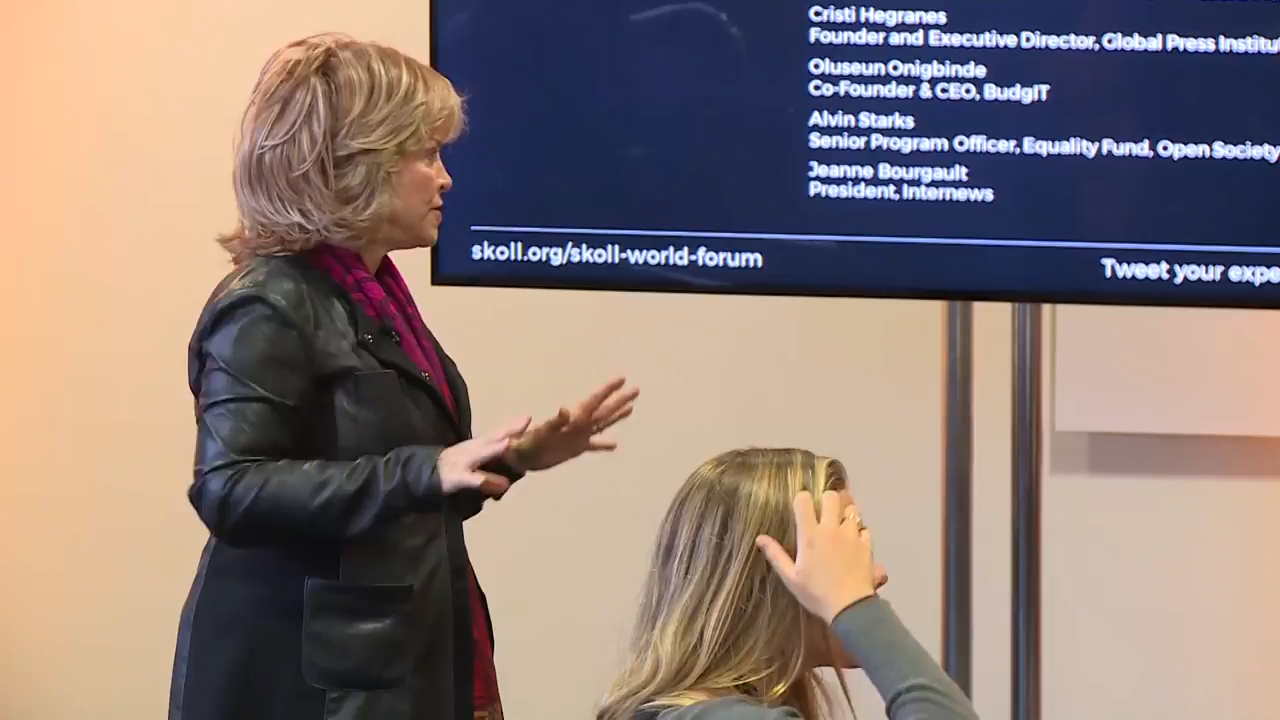 Cristi Hegranes
Founder and Executive Director, Global Press Institu
Oluseun Onigbinde
Co-Founder & CEO, BudgIT
Alvin Starks
Senior Program Officer, Equality Fund, Open Society
Jeanne Bourgault
President, Internews
skoll.org/skoll-world-forum
Tweet your expe